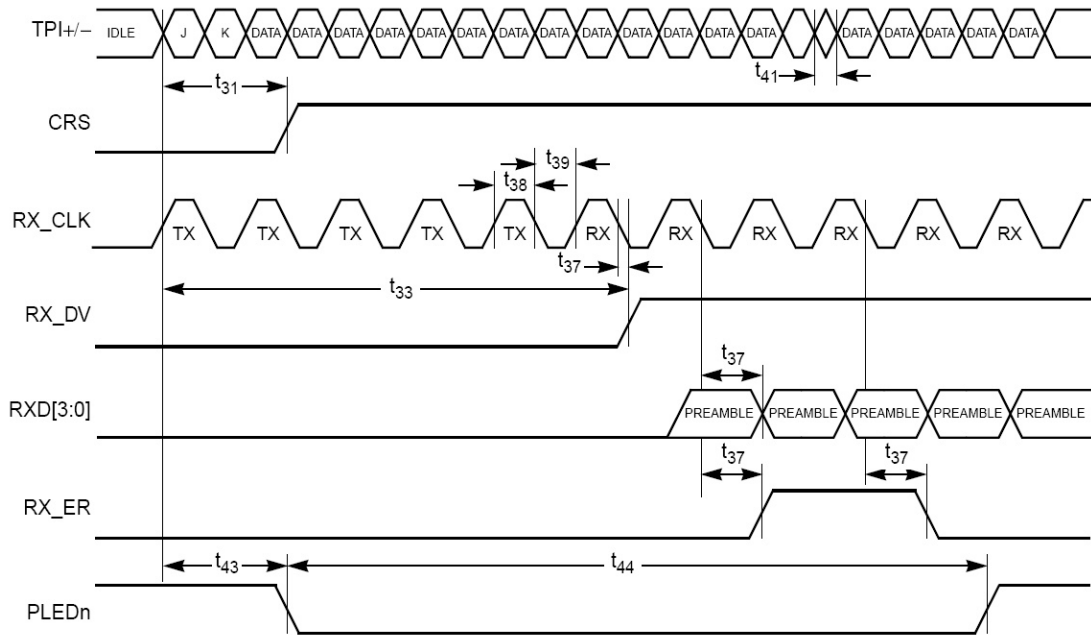 TPI+/– IDLE J K DATA DATA DATA DATA DATA DATA DATA DATA DATA DATA DATA DATA DATA DATA DATA DATA DATA DATA
t31 t41
CRS
t39
t38
RX_CLK TX TX TX TX TX RX RX RX RX RX RX
t37
t33
RX_DV
t37
RXD[3:0] PREAMBLE PREAMBLE PREAMBLE PREAMBLE PREAMBLE
t37 t37
RX_ER
t43 t44
PLEDn